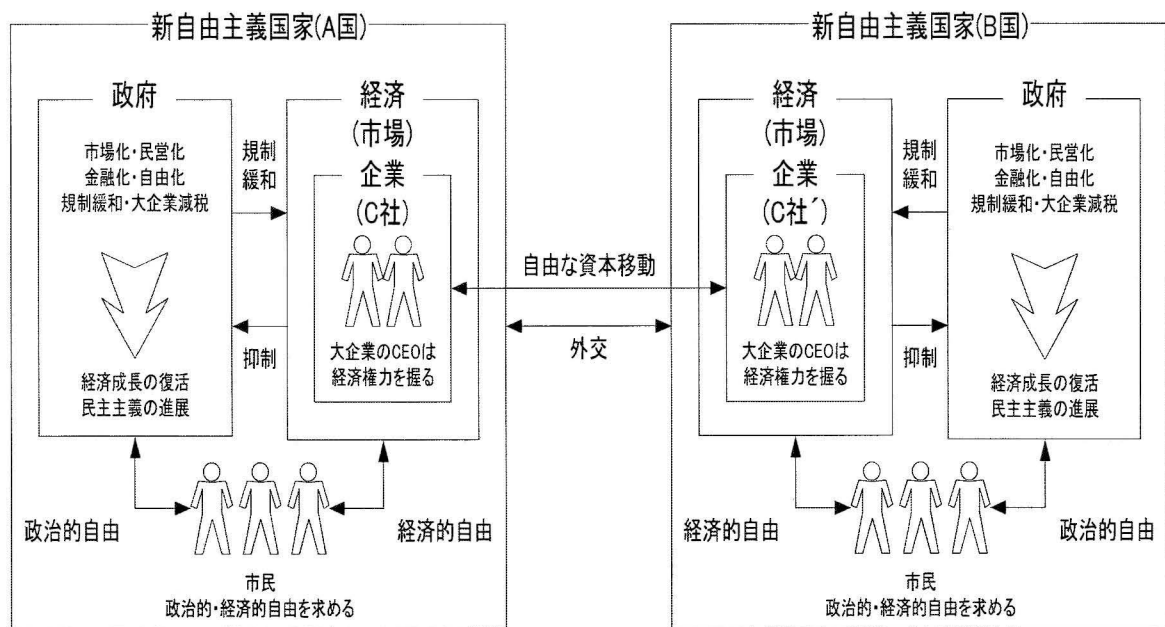 新自由主義国家(A国)
政府
市場化・民営化
金融化・自由化
規制緩和・大企業減税
経済成長の復活
民主主義の進展
規制
緩和
抑制
経済
(市場)
企業
(C社)
大企業のCEOは
経済権力を握る
政治的自由
経済的自由
市民
政治的・経済的自由を求める
自由な資本移動
外交
新自由主義国家(B国)
経済
(市場)
企業
(C社´)
大企業のCEOは
経済権力を握る
規制
緩和
抑制
政府
市場化・民営化
金融化・自由化
規制緩和・大企業減税
経済成長の復活
民主主義の進展
経済的自由
政治的自由
市民
政治的・経済的自由を求める